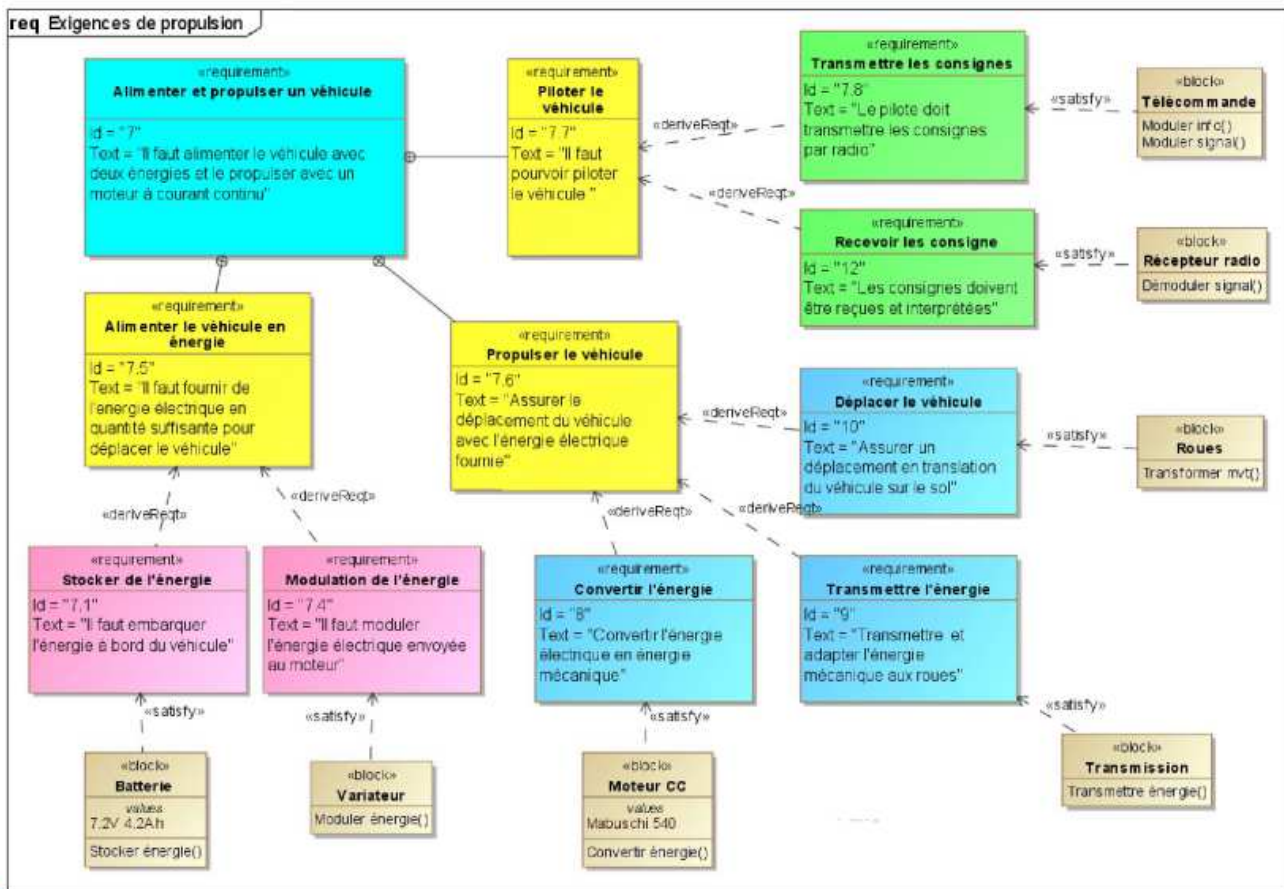 req Exigences de propulsion
«requirement»
Alimenter et propulser un véhicule
Id = "7"
Text = "Il faut alimenter le véhicule avec
deux énergies et le propulser avec un
moteur à courant continu"
«requirement»
Piloter le
véhicule
Id = "7.7"
Text = "Il faut
pourvoir piloter
le véhicule "
«deriveReqt»
«deriveReqt»
«requirement»
Transmettre les consignes
Id = "7.8"
Text = "Le pilote doit
transmettre les consignes
par radio"
«satisfy»
«block»
Télécommande
Moduler info()
Moduler signal()
«requirement»
Recevoir les consigne
Id = "12"
Text = "Les consignes doivent
être reçues et interprétées"
«satisfy»
«block»
Récepteur radio
Démoduler signal()
«requirement»
Alimenter le véhicule en
énergie
Id = "7.5"
Text = "Il faut fournir de
l'energie électrique en
quantité suffisante pour
déplacer le véhicule"
«requirement»
Propulser le véhicule
Id = "7.6"
Text = "Assurer le
déplacement du véhicule
avec l'énergie électrique
fournie"
«deriveReqt»
«requirement»
Déplacer le véhicule
Id = "10"
Text = "Assurer un
déplacement en translation
du véhicule sur le sol"
«satisfy»
«block»
Roues
Transformer mvt()
«deriveReqt»
«deriveReqt»
«deriveReqt»
«deriveReqt»
«requirement»
Stocker de l'énergie
Id = "7.1"
Text = "Il faut embarquer
l'énergie à bord du véhicule"
«requirement»
Modulation de l'énergie
Id = "7.4"
Text = "Il faut moduler
l'énergie électrique envoyée
au moteur"
«requirement»
Convertir l'énergie
Id = "8"
Text = "Convertir l'énergie
électrique en énergie
mécanique"
«requirement»
Transmettre l'énergie
Id = "9"
Text = "Transmettre et
adapter l'énergie
mécanique aux roues"
«satisfy»
«satisfy»
«satisfy»
«satisfy»
«block»
Batterie
values
7.2V 4.2Ah
Stocker énergie()
«block»
Variateur
Moduler énergie()
«block»
Moteur CC
values
Mabuschi 540
Convertir énergie()
«block»
Transmission
Transmettre énergie()